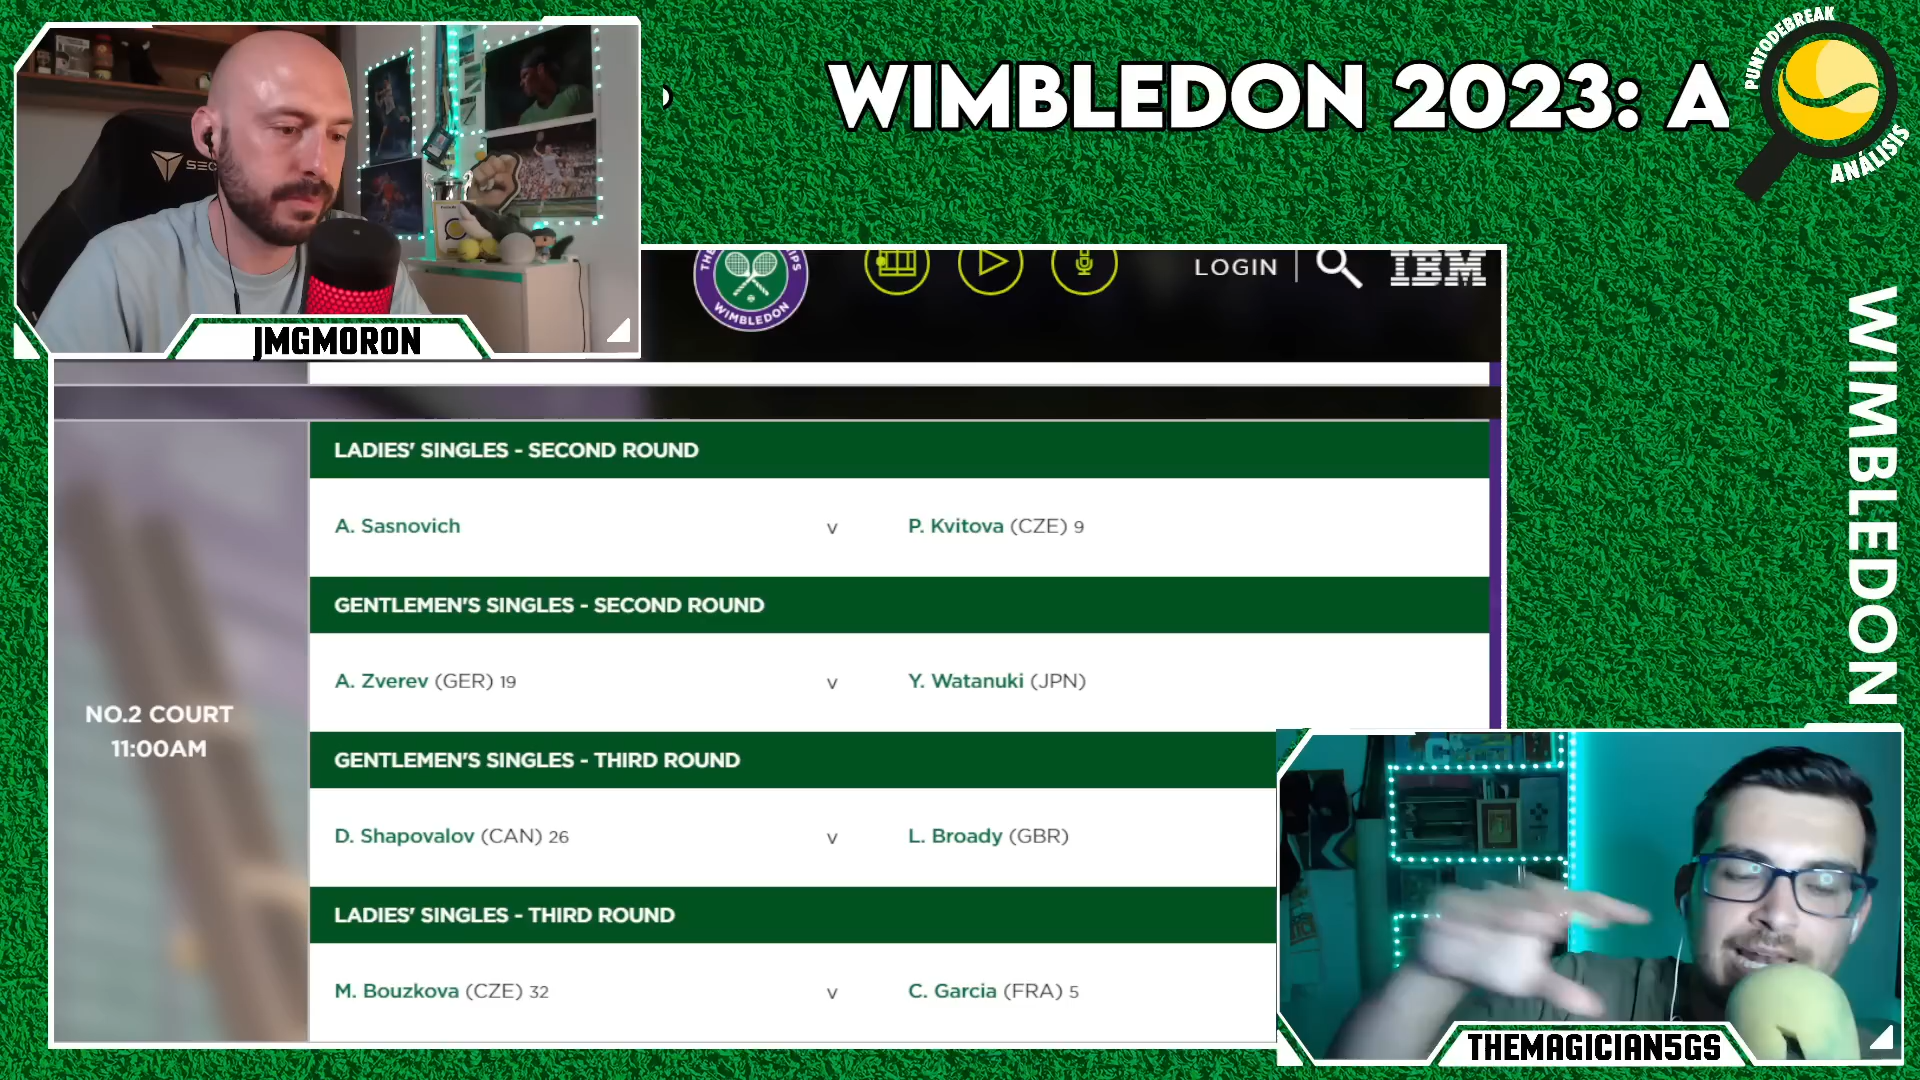 WIMBLEDON 2023: A
PUNTODEBREAK
ANÁLISIS
SEC
JMGMORON
WIMBLEDON
LOGIN
IBM
WIMBLEDON
LADIES' SINGLES - SECOND ROUND
A. Sasnovich v P. Kvitova (CZE) 9
GENTLEMEN'S SINGLES - SECOND ROUND
A. Zverev (GER) 19 v Y. Watanuki (JPN)
NO.2 COURT
11:00AM
GENTLEMEN'S SINGLES - THIRD ROUND
D. Shapovalov (CAN) 26 v L. Broady (GBR)
LADIES' SINGLES - THIRD ROUND
M. Bouzkova (CZE) 32 v C. Garcia (FRA) 5
THEMAGICIAN5GS